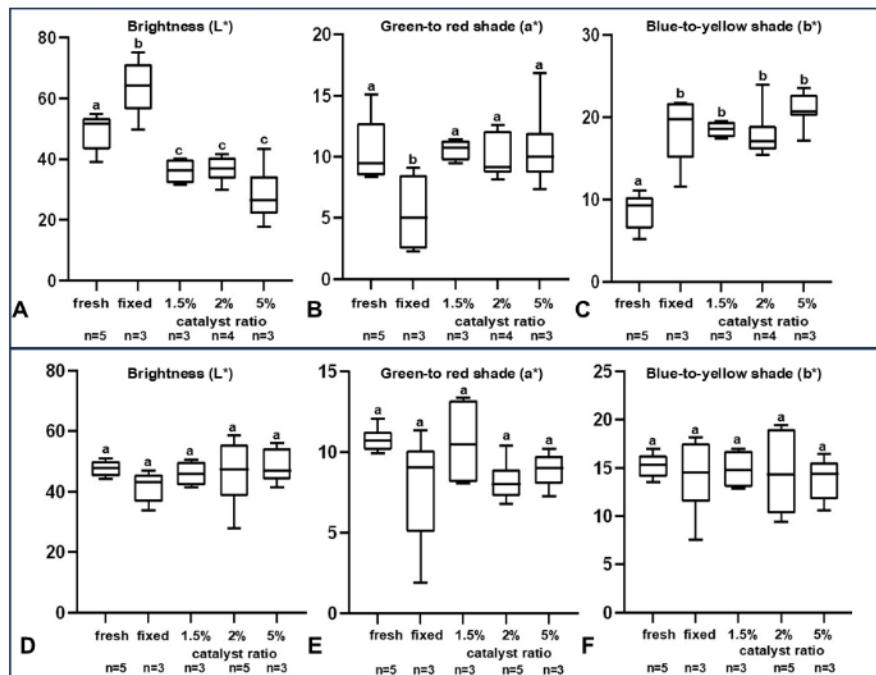 Brightness (L*)
80
60
40
20
0
a
b
c
c
c
A
fresh
fixed
1.5%
2%
5%
catalyst ratio
n=5
n=3
n=3
n=4
n=3
Green-to red shade (a*)
20
15
10
5
0
a
b
a
a
a
B
fresh
fixed
1.5%
2%
5%
catalyst ratio
n=5
n=3
n=3
n=4
n=3
Blue-to-yellow shade (b*)
30
20
10
0
a
b
b
b
b
C
fresh
fixed
1.5%
2%
5%
catalyst ratio
n=5
n=3
n=3
n=4
n=3
Brightness (L*)
80
60
40
20
0
a
a
a
a
a
D
fresh
fixed
1.5%
2%
5%
catalyst ratio
n=5
n=3
n=3
n=5
n=3
Green-to red shade (a*)
15
10
5
0
a
a
a
a
a
E
fresh
fixed
1.5%
2%
5%
catalyst ratio
n=5
n=3
n=3
n=5
n=3
Blue-to-yellow shade (b*)
25
20
15
10
5
0
a
a
a
a
a
F
fresh
fixed
1.5%
2%
5%
catalyst ratio
n=5
n=3
n=3
n=5
n=3